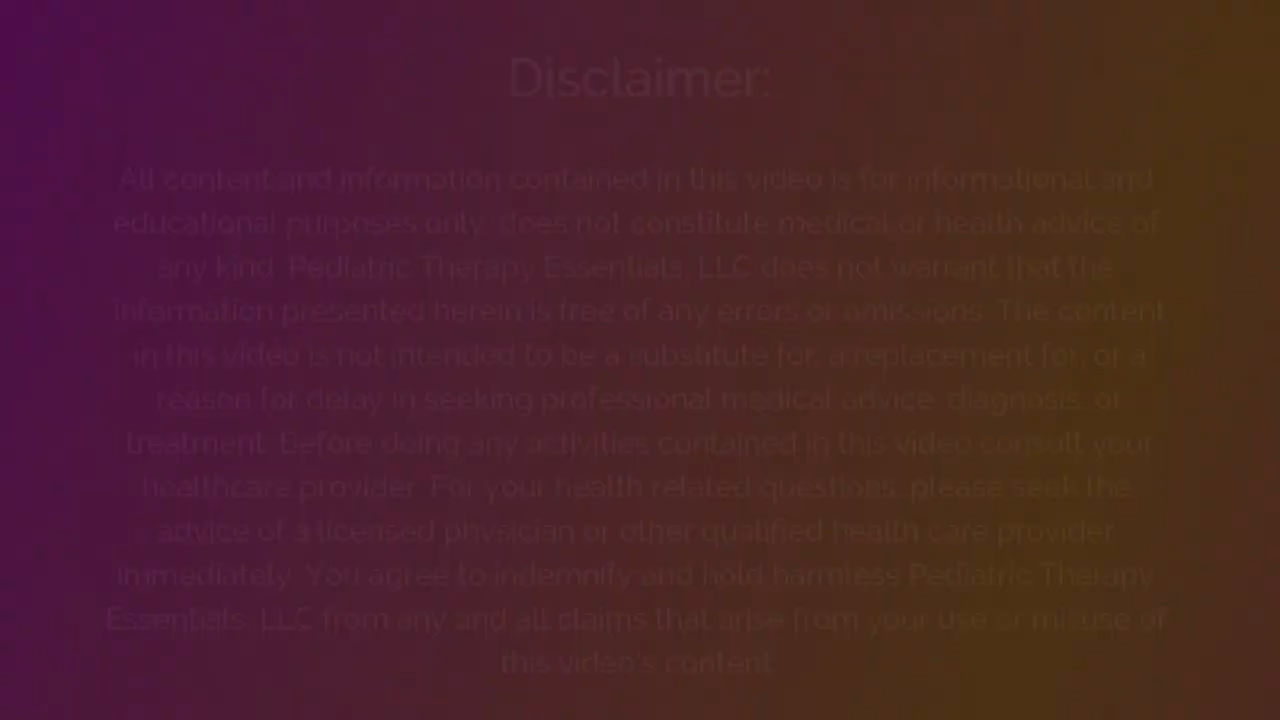 Disclaimer:
All content and information contained in this video is for informational and
educational purposes only, does not constitute medical or health advice of
any kind. Pediatric Therapy Essentials, LLC does not warrant that the
information presented herein is free of any errors or omissions. The content
in this video is not intended to be a substitute for, a replacement for, or a
reason for delay in seeking professional medical advice, diagnosis, or
treatment. Before doing any activities contained in this video consult your
healthcare provider. For your health related questions, please seek the
advice of a licensed physician or other qualified health care provider
immediately. You agree to indemnify and hold harmless Pediatric Therapy
Essentials, LLC from any and all claims that arise from your use or misuse of
this video's content.